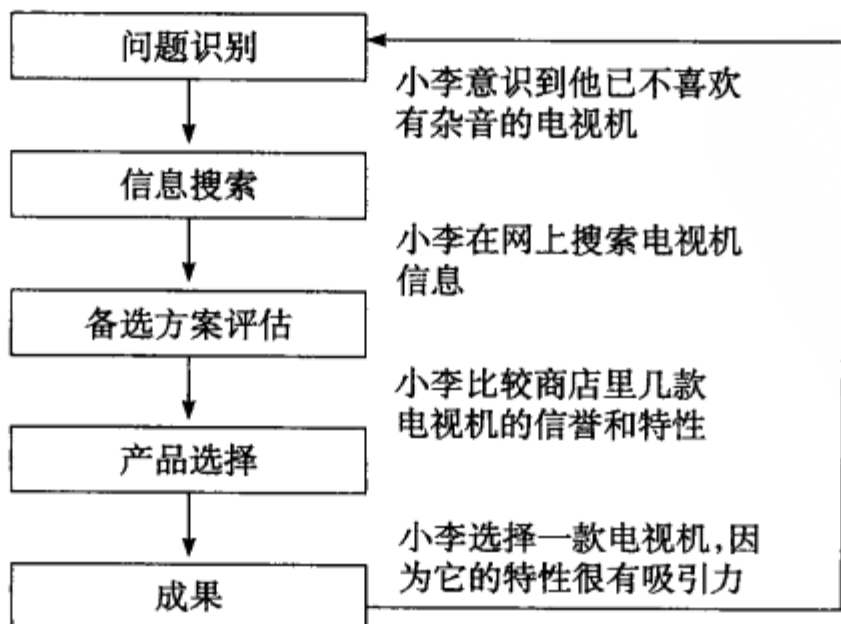 问题识别
小李意识到他已不喜欢
有杂音的电视机
信息搜索
小李在网上搜索电视机
信息
备选方案评估
小李比较商店里几款
电视机的信誉和特性
产品选择
小李选择一款电视机,因
为它的特性很有吸引力
成果